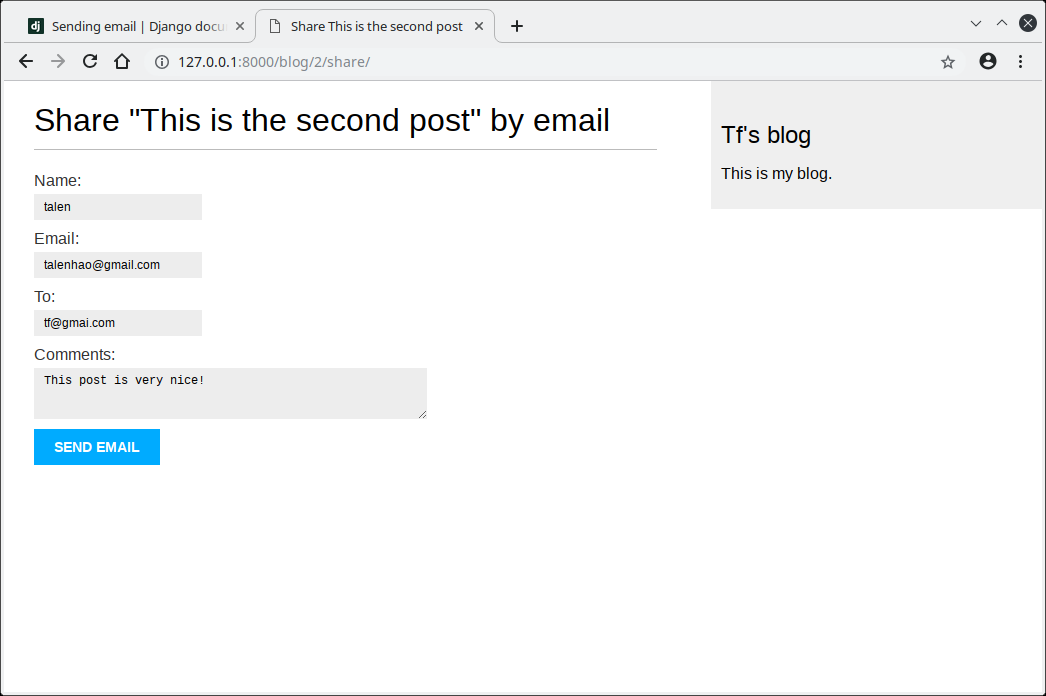 dj Sending email | Django docu
Share This is the second post
127.0.0.1:8000/blog/2/share/
Share "This is the second post" by email
Name:
talen
Email:
talenhao@gmail.com
To:
tf@gmai.com
Comments:
This post is very nice!
SEND EMAIL
Tf's blog
This is my blog.